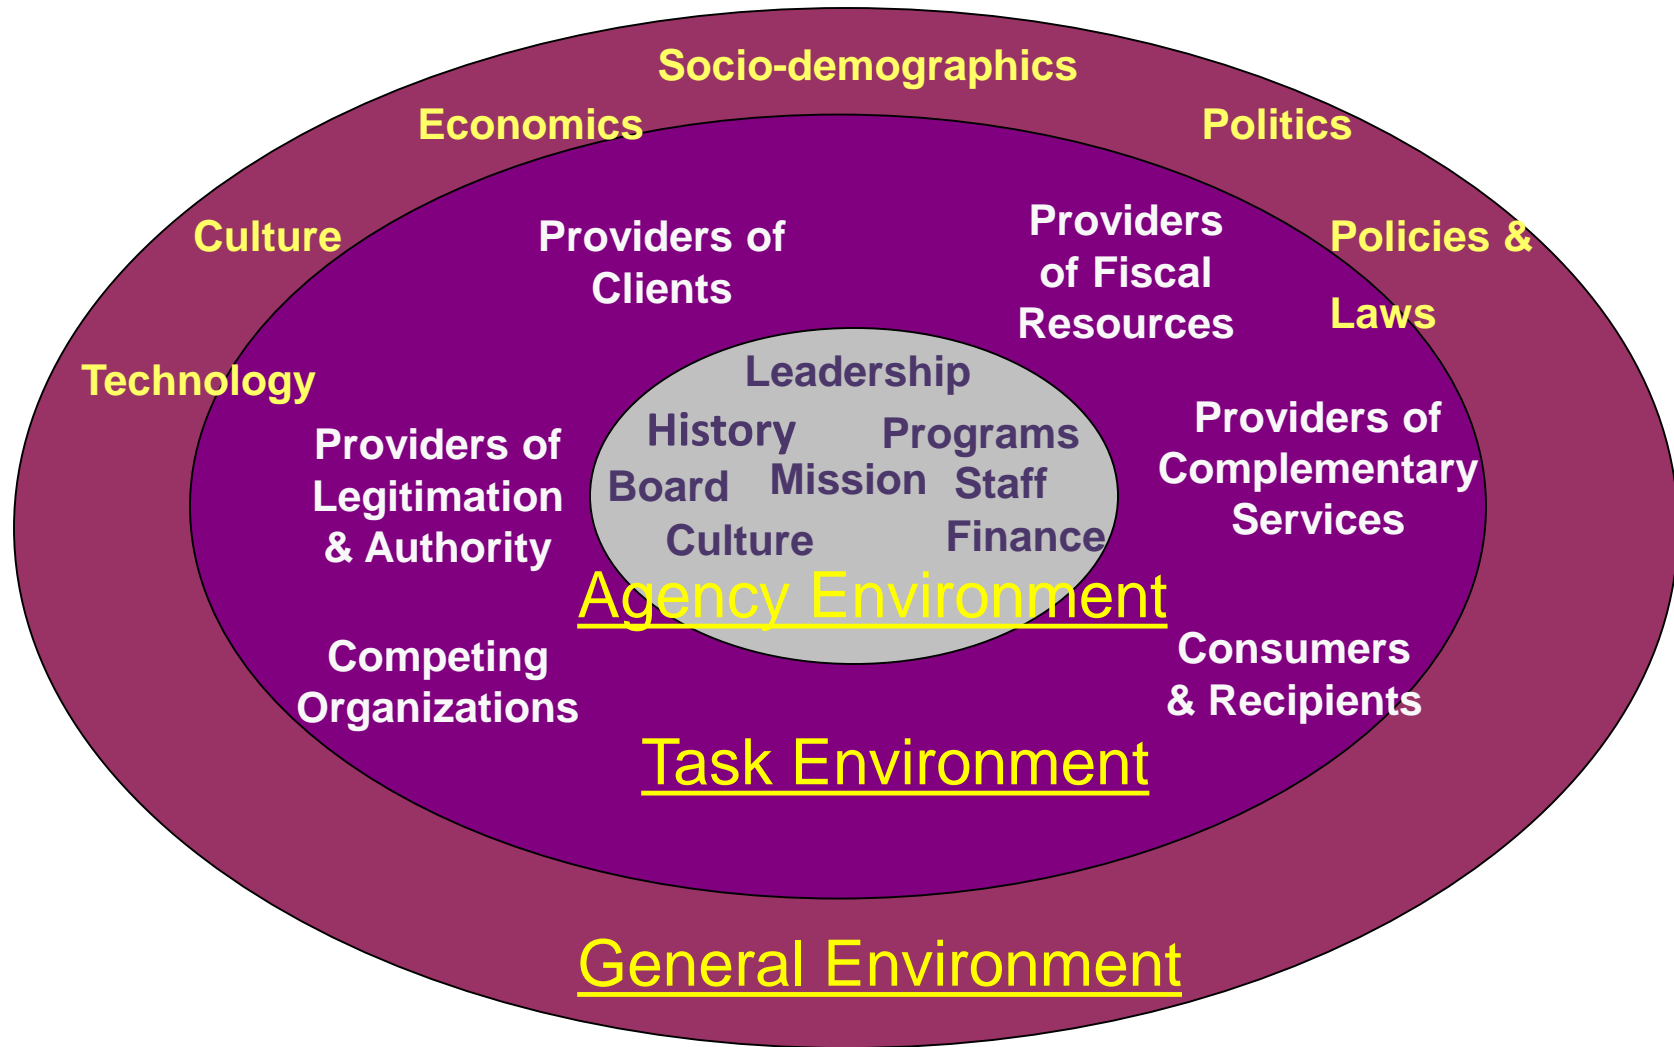 Socio-demographics
Economics
Politics
Culture
Policies &
Laws
Technology
Providers of
Clients
Providers
of Fiscal
Resources
Providers of
Legitimation
& Authority
Providers of
Complementary
Services
Competing
Organizations
Consumers
& Recipients
Leadership
History
Programs
Board
Mission
Staff
Culture
Finance
Agency Environment
Task Environment
General Environment